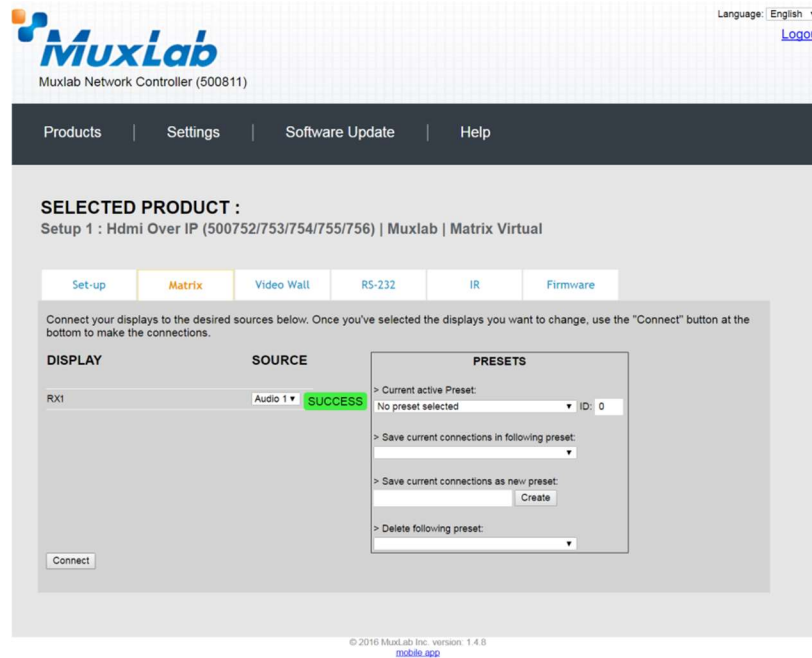 Language: English
Logou
MuxLab
Muxlab Network Controller (500811)
Products | Settings | Software Update | Help
SELECTED PRODUCT :
Setup 1 : Hdmi Over IP (500752/753/754/755/756) | Muxlab | Matrix Virtual
Set-up Matrix Video Wall RS-232 IR Firmware
Connect your displays to the desired sources below. Once you've selected the displays you want to change, use the "Connect" button at the
bottom to make the connections.
DISPLAY SOURCE PRESETS
> Current active Preset:
RX1 Audio 1 SUCCESS No preset selected ID: 0
> Save current connections in following preset:
> Save current connections as new preset:
Create
> Delete following preset:
Connect
© 2016 MuxLab Inc. version: 1.4.8
mobile app